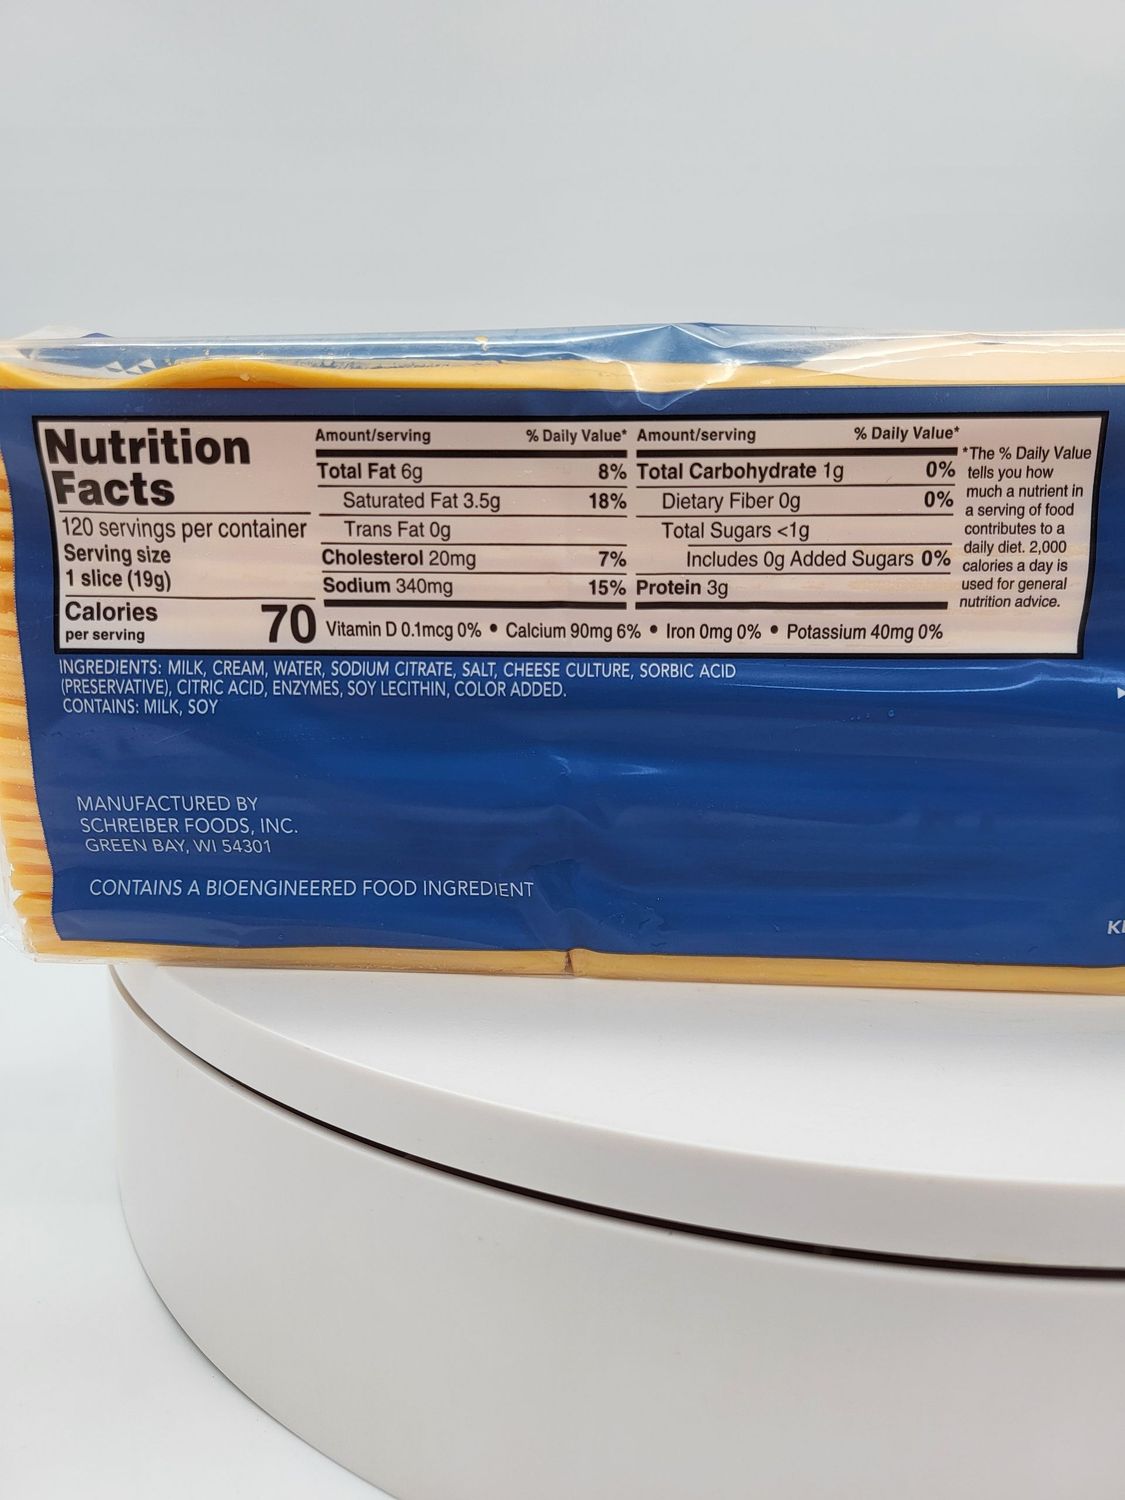 Nutrition
Facts
120 servings per container
Serving size
1 slice (19g)
Calories
per serving
70
Amount/serving % Daily Value*
Total Fat 6g 8%
Saturated Fat 3.5g 18%
Trans Fat 0g
Cholesterol 20mg 7%
Sodium 340mg 15%
Amount/serving % Daily Value*
Total Carbohydrate 1g 0%
Dietary Fiber 0g 0%
Total Sugars <1g
Includes 0g Added Sugars 0%
Protein 3g
Vitamin D 0.1mcg 0% • Calcium 90mg 6% • Iron 0mg 0% • Potassium 40mg 0%
*The % Daily Value
tells you how
much a nutrient in
a serving of food
contributes to a
daily diet. 2,000
calories a day is
used for general
nutrition advice.
INGREDIENTS: MILK, CREAM, WATER, SODIUM CITRATE, SALT, CHEESE CULTURE, SORBIC ACID
(PRESERVATIVE), CITRIC ACID, ENZYMES, SOY LECITHIN, COLOR ADDED.
CONTAINS: MILK, SOY
MANUFACTURED BY
SCHREIBER FOODS, INC.
GREEN BAY, WI 54301
CONTAINS A BIOENGINEERED FOOD INGREDIENT